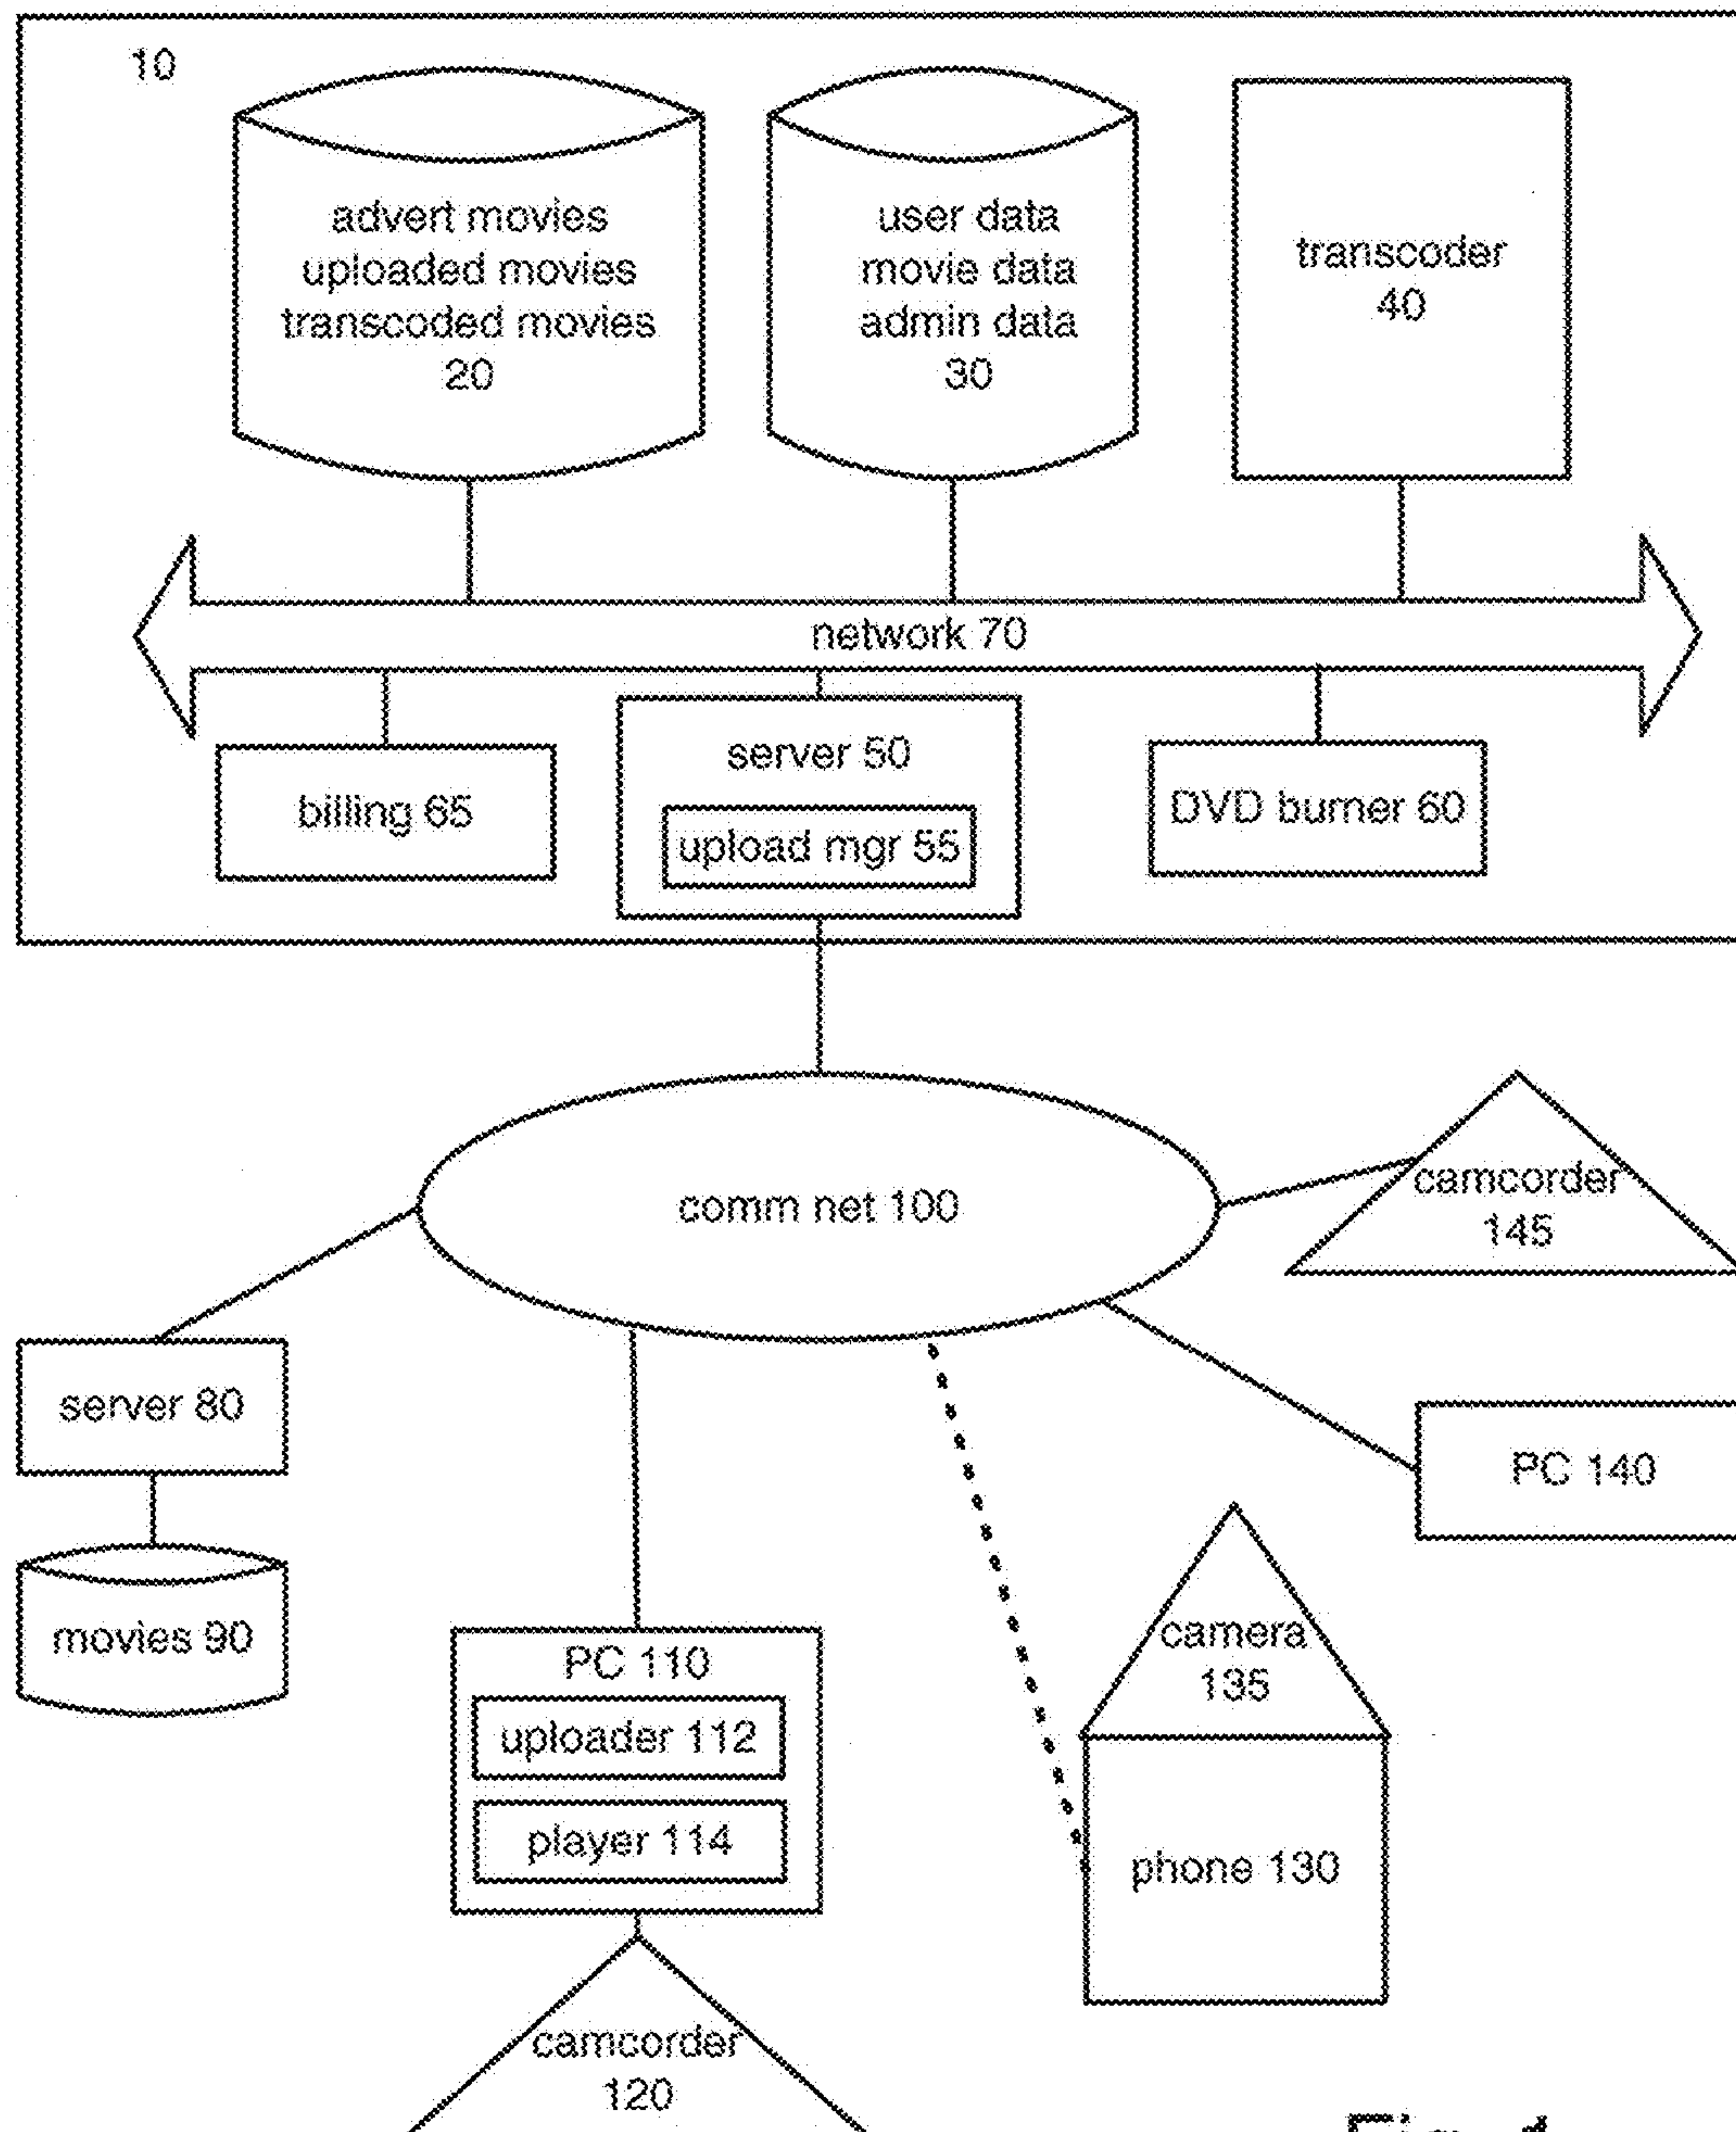 10
advert movies
uploaded movies
transcoded movies
20
user data
movie data
admin data
30
transcoder
40
network 70
billing 65
server 50
upload mgr 55
DVD burner 60
comm net 100
camcorder
145
server 80
PC 140
movies 90
camera
135
PC 110
uploader 112
player 114
phone 130
camcorder
120